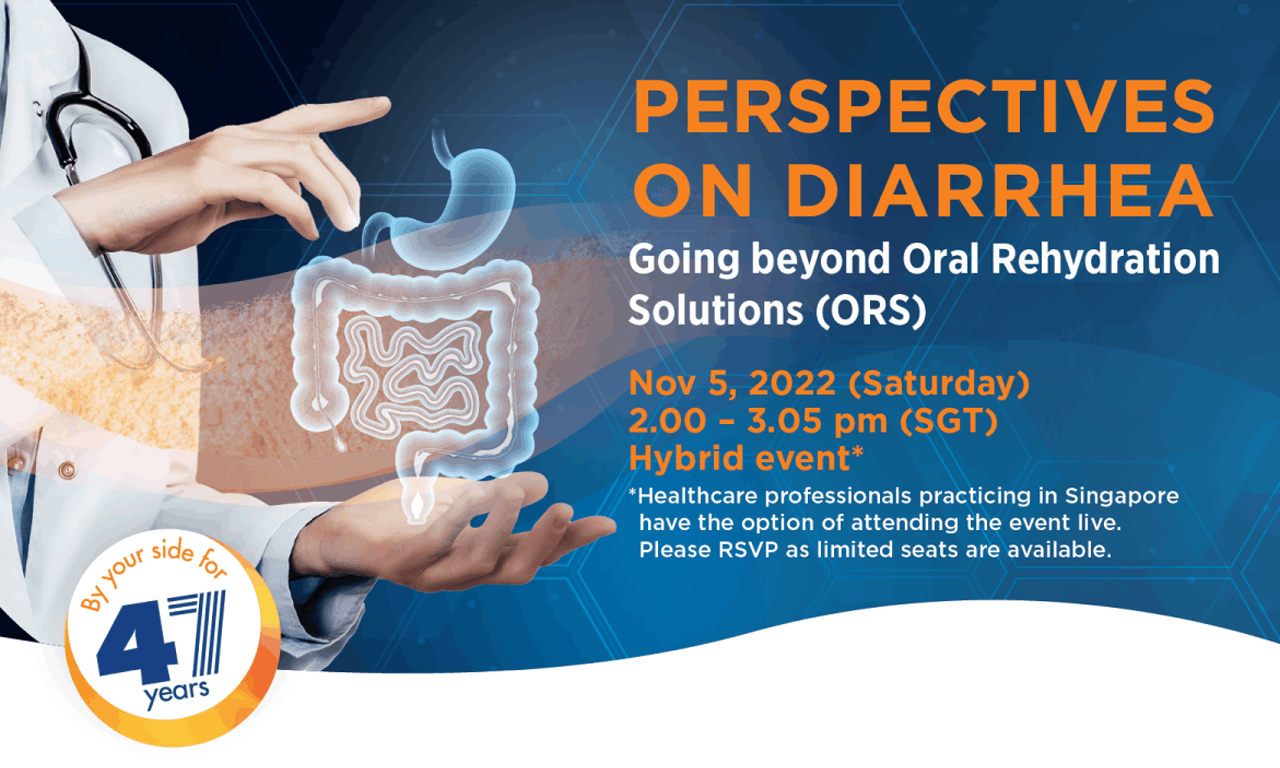 PERSPECTIVES
ON DIARRHEA
Going beyond Oral Rehydration
Solutions (ORS)
Nov 5, 2022 (Saturday)
2.00 – 3.05 pm (SGT)
Hybrid event*
*Healthcare professionals practicing in Singapore
have the option of attending the event live.
Please RSVP as limited seats are available.
By your side for
47
years